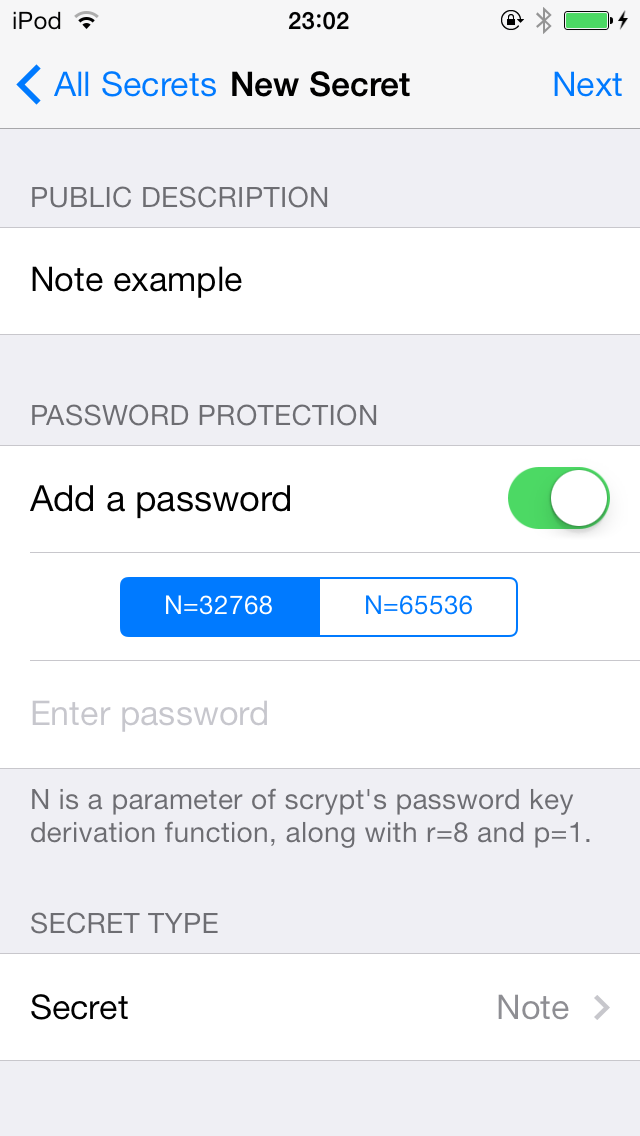 iPod 23:02
All Secrets New Secret Next
PUBLIC DESCRIPTION
Note example
PASSWORD PROTECTION
Add a password
N=32768 N=65536
Enter password
N is a parameter of scrypt's password key
derivation function, along with r=8 and p=1.
SECRET TYPE
Secret Note